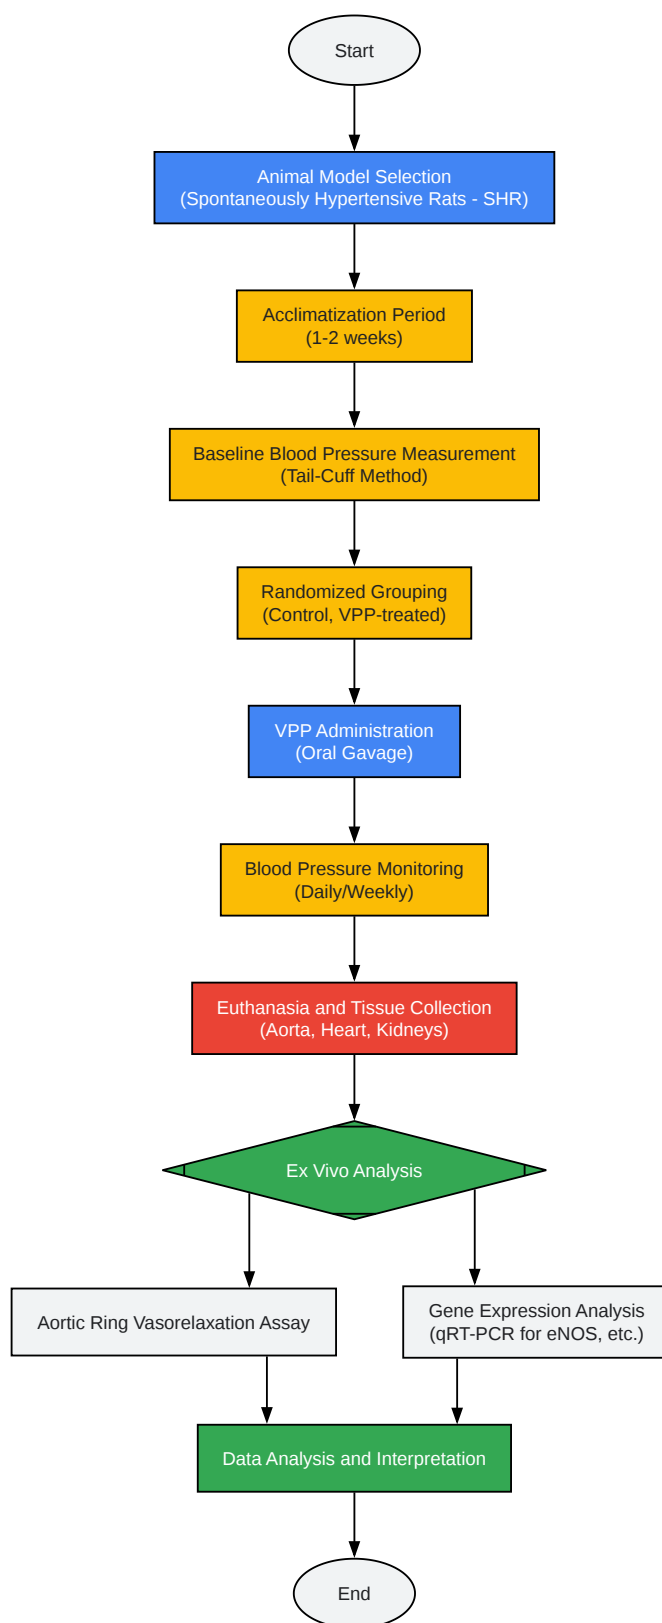 Start
Animal Model Selection
(Spontaneously Hypertensive Rats - SHR)
Acclimatization Period
(1-2 weeks)
Baseline Blood Pressure Measurement
(Tail-Cuff Method)
Randomized Grouping
(Control, VPP-treated)
VPP Administration
(Oral Gavage)
Blood Pressure Monitoring
(Daily/Weekly)
Euthanasia and Tissue Collection
(Aorta, Heart, Kidneys)
Ex Vivo Analysis
Aortic Ring Vasorelaxation Assay
Gene Expression Analysis
(qRT-PCR for eNOS, etc.)
Data Analysis and Interpretation
End